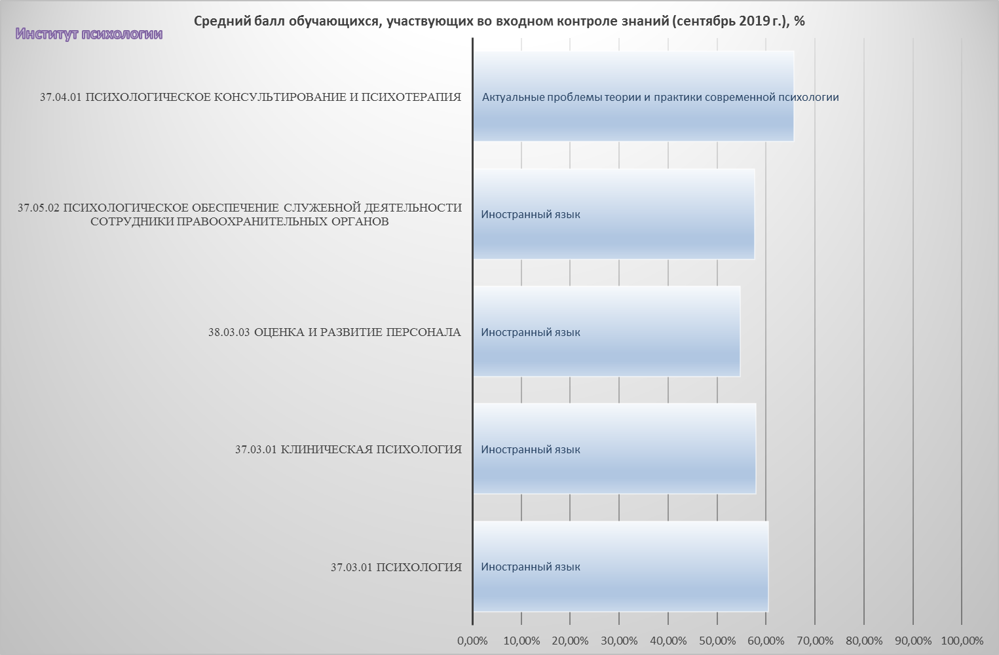 Средний балл обучающихся, участвующих во входном контроле знаний (сентябрь 2019 г.), %
Институт психологии
37.04.01 ПСИХОЛОГИЧЕСКОЕ КОНСУЛЬТИРОВАНИЕ И ПСИХОТЕРАПИЯ
Актуальные проблемы теории и практики современной психологии
37.05.02 ПСИХОЛОГИЧЕСКОЕ ОБЕСПЕЧЕНИЕ СЛУЖЕБНОЙ ДЕЯТЕЛЬНОСТИ
СОТРУДНИКИ ПРАВООХРАНИТЕЛЬНЫХ ОРГАНОВ
Иностранный язык
38.03.03 ОЦЕНКА И РАЗВИТИЕ ПЕРСОНАЛА
Иностранный язык
37.03.01 КЛИНИЧЕСКАЯ ПСИХОЛОГИЯ
Иностранный язык
37.03.01 ПСИХОЛОГИЯ
Иностранный язык
0,00% 10,00% 20,00% 30,00% 40,00% 50,00% 60,00% 70,00% 80,00% 90,00% 100,00%